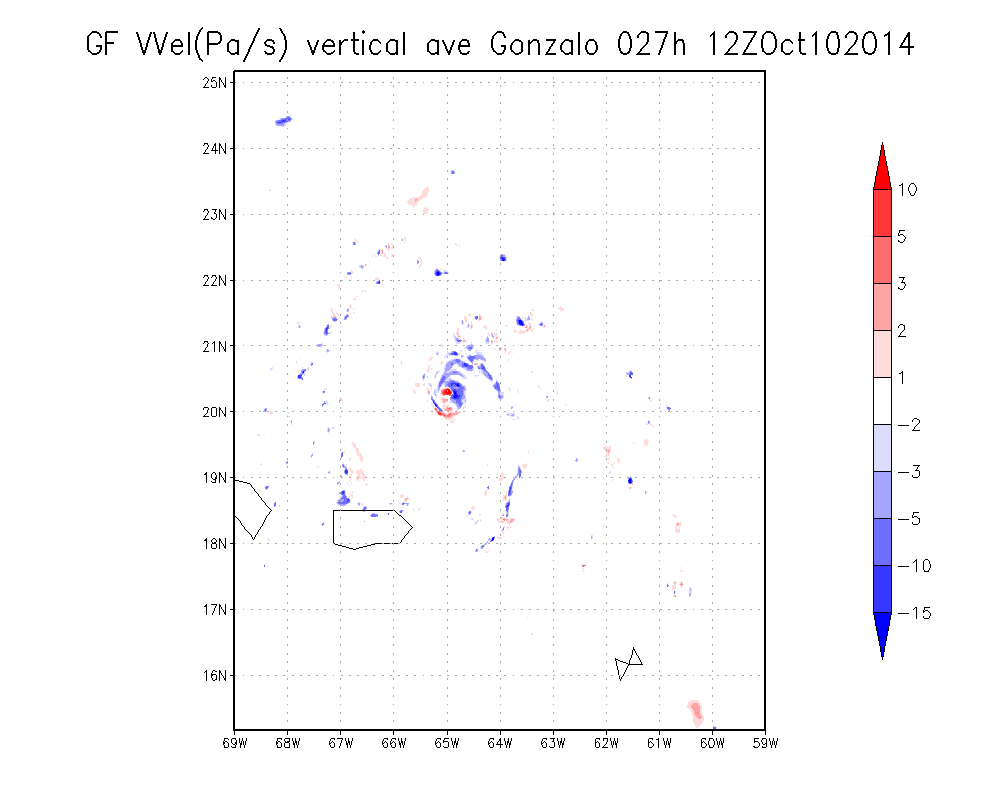 GF VVel(Pa/s) vertical ave Gonzalo 027h 12ZOct102014
25N
24N
23N
22N
21N
20N
19N
18N
17N
16N
69W 68W 67W 66W 65W 64W 63W 62W 61W 60W 59W
10
5
3
2
1
-2
-3
-5
-10
-15